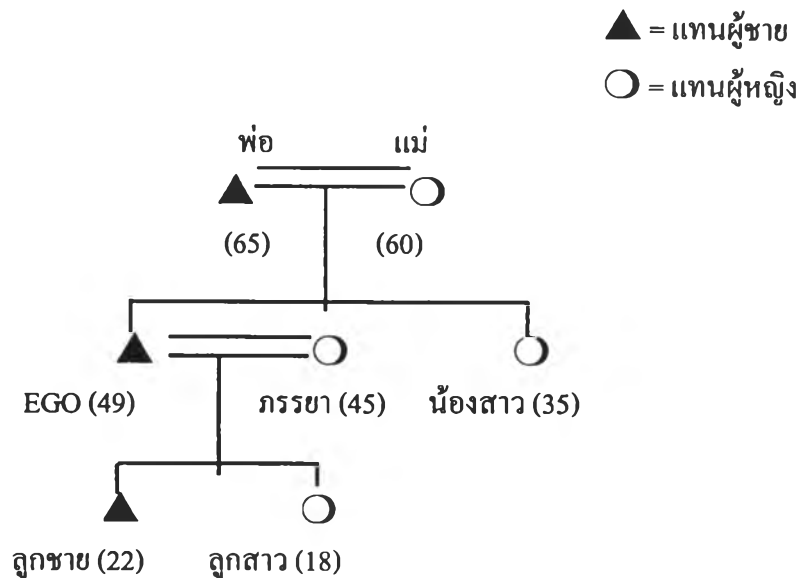 = แทนผู้ชาย
= แทนผู้หญิง
พ่อ แม่
(65) (60)
EGO (49) ภรรยา (45) น้องสาว (35)
ลูกชาย (22) ลูกสาว (18)